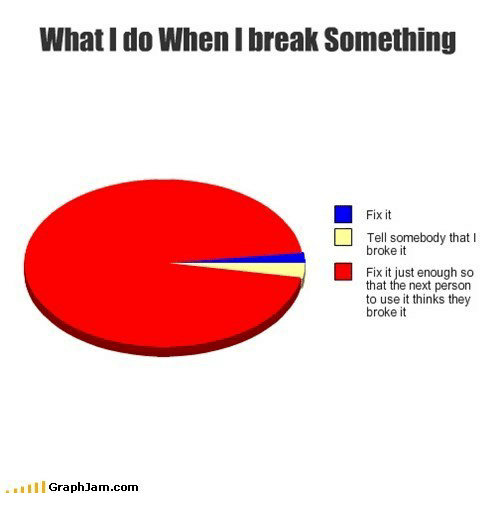 What I do When I break Something
Fix it
Tell somebody that I
broke it
Fix it just enough so
that the next person
to use it thinks they
broke it
GraphJam.com